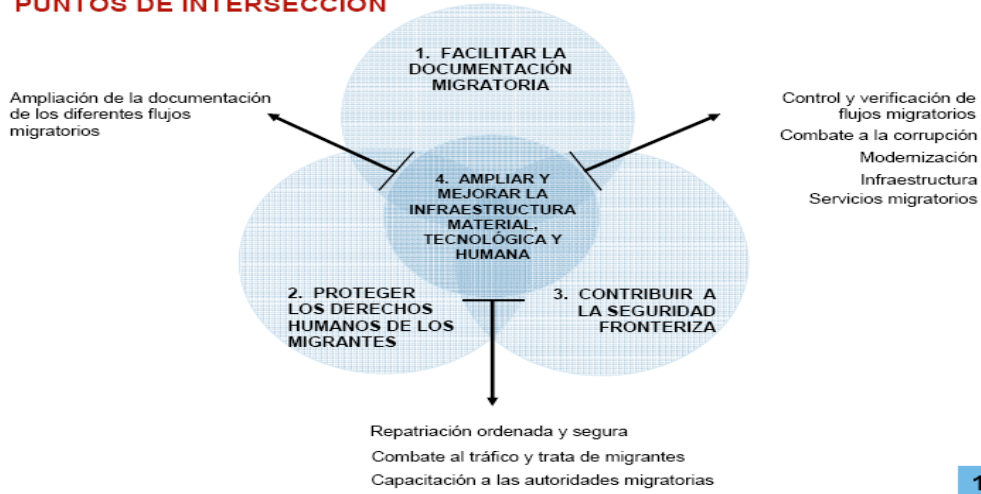 PUNTOS DE INTERSECCIÓN
1. FACILITAR LA
DOCUMENTACIÓN
MIGRATORIA
Ampliación de la documentación
de los diferentes flujos
migratorios
Control y verificación de
flujos migratorios
Combate a la corrupción
Modernización
Infraestructura
Servicios migratorios
4. AMPLIAR Y
MEJORAR LA
INFRAESTRUCTURA
MATERIAL,
TECNOLÓGICA Y
HUMANA
2. PROTEGER
LOS DERECHOS
HUMANOS DE LOS
MIGRANTES
3. CONTRIBUIR A
LA SEGURIDAD
FRONTERIZA
Repatriación ordenada y segura
Combate al tráfico y trata de migrantes
Capacitación a las autoridades migratorias